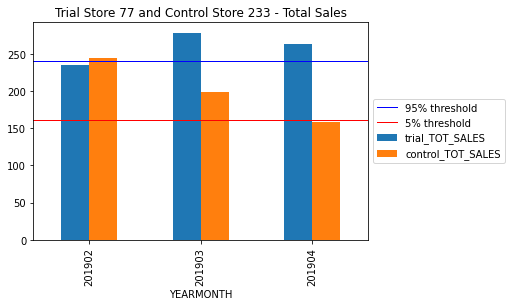 Trial Store 77 and Control Store 233 - Total Sales
250
200
150
100
50
0
201902
201903
201904
YEARMONTH
95% threshold
5% threshold
trial_TOT_SALES
control_TOT_SALES